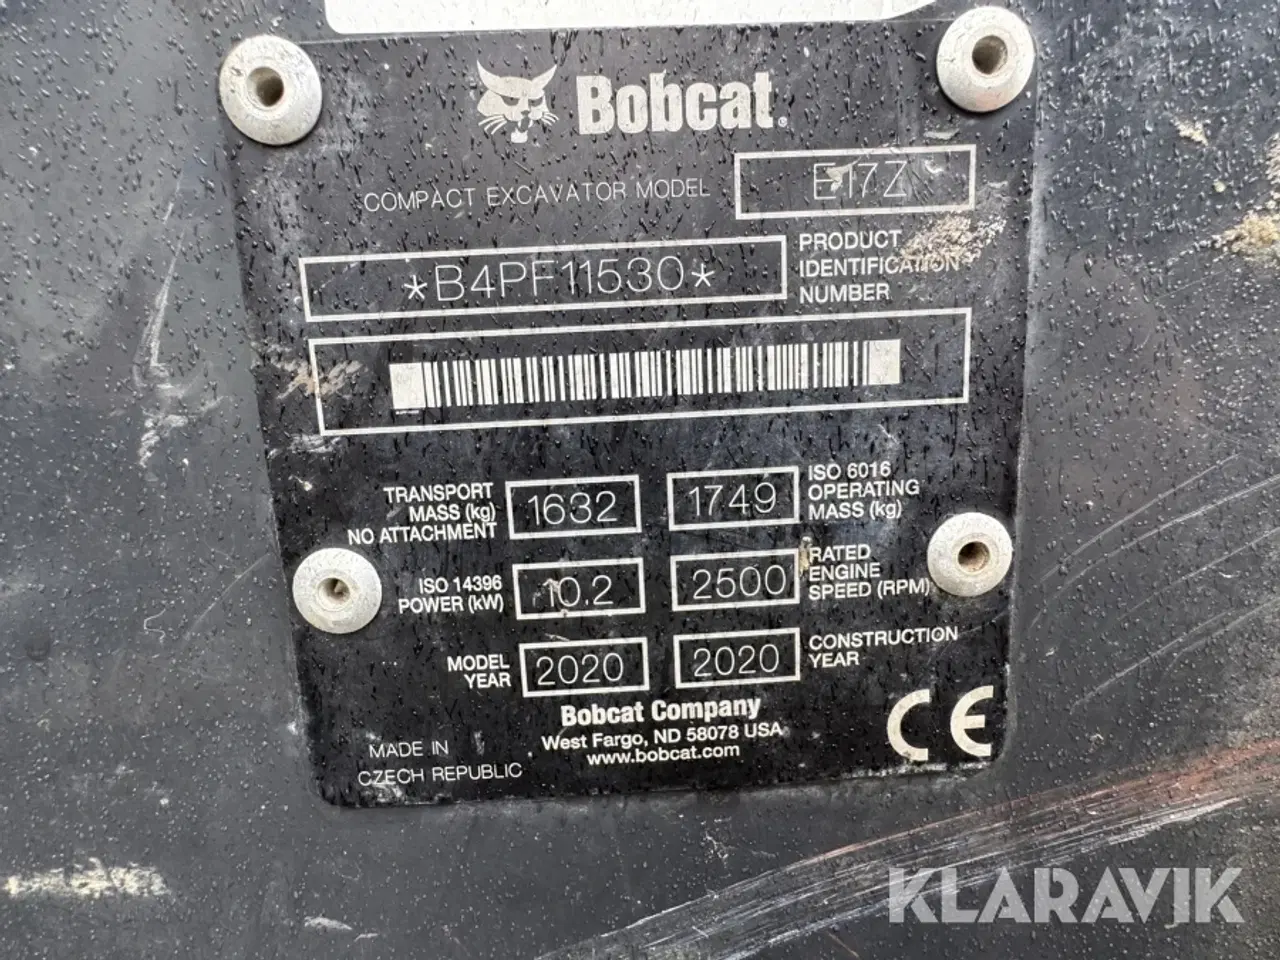 Bobcat®
COMPACT EXCAVATOR MODEL E17Z
*B4PF11530* PRODUCT IDENTIFICATION NUMBER
TRANSPORT MASS (kg) NO ATTACHMENT 1632
1749 ISO 6016 OPERATING MASS (kg)
ISO 14396 POWER (kW) 10.2
2500 RATED ENGINE SPEED (RPM)
MODEL YEAR 2020
2020 CONSTRUCTION YEAR
Bobcat Company
West Fargo, ND 58078 USA
www.bobcat.com
MADE IN
CZECH REPUBLIC
CE
KLARAVIK